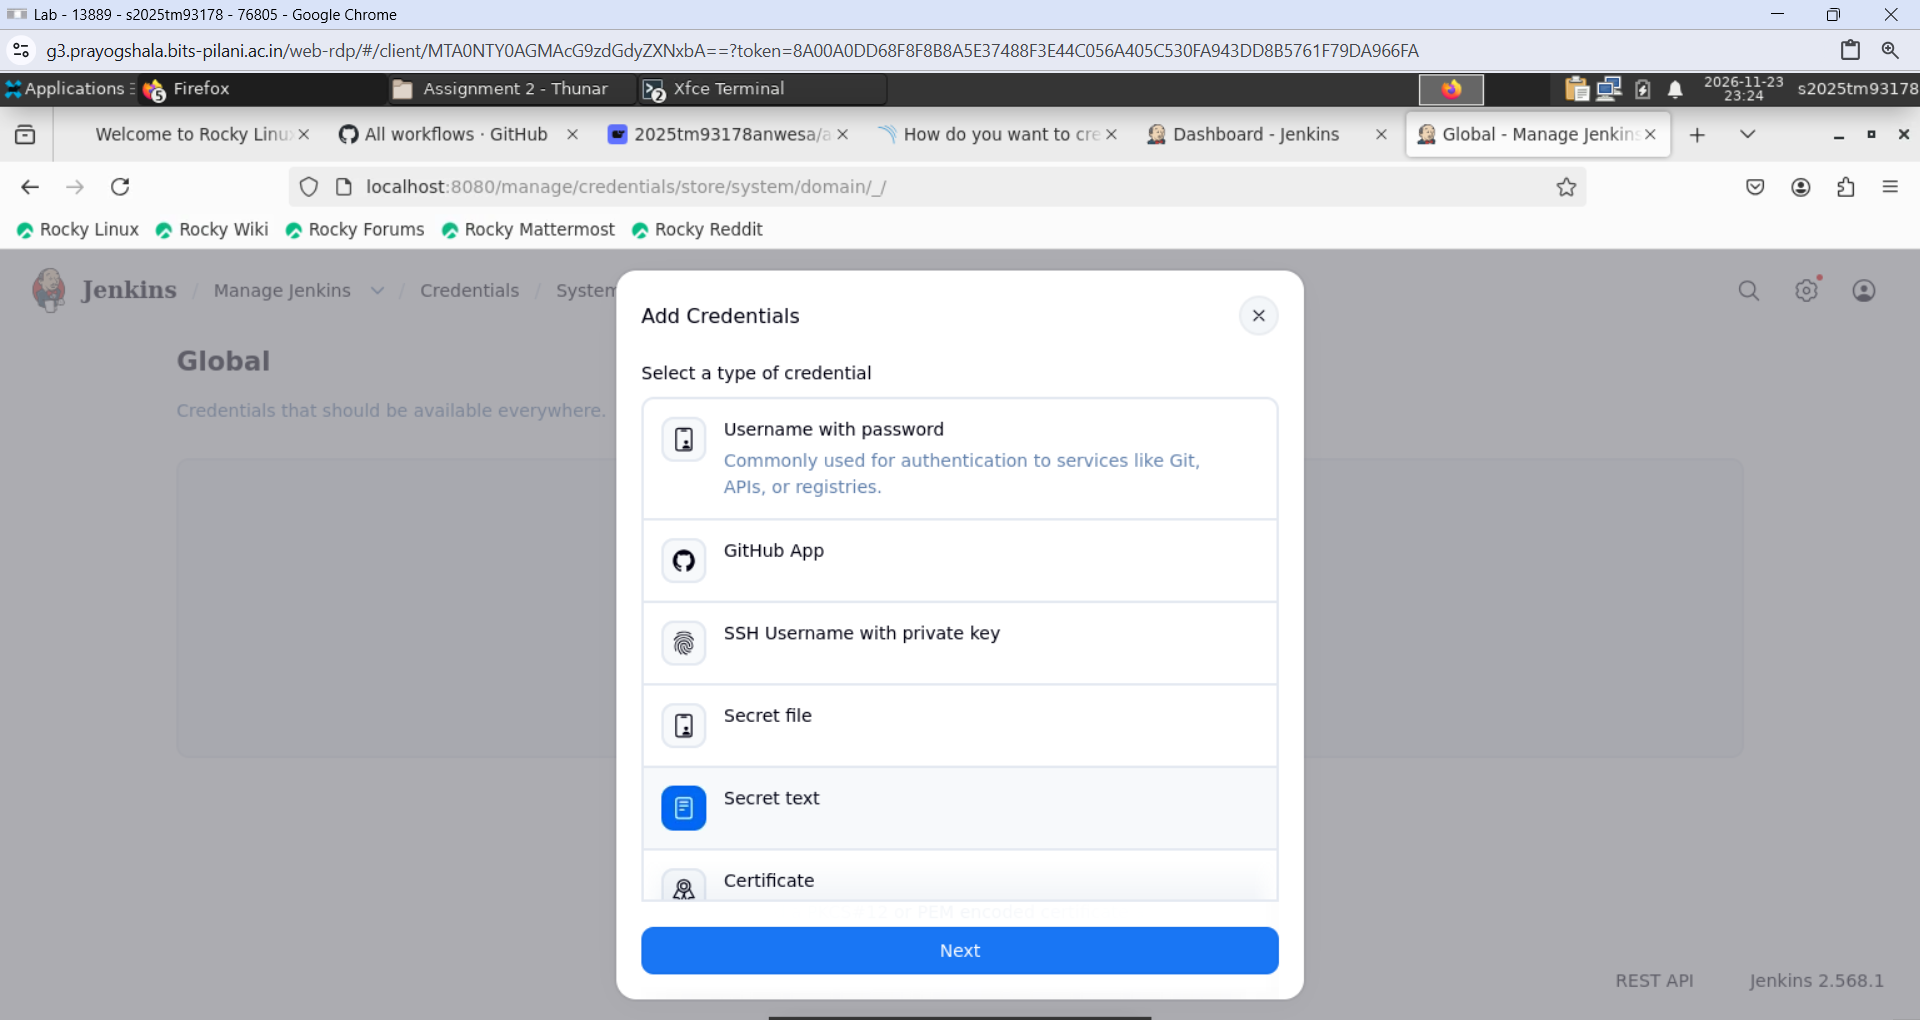 Lab - 13889 - s2025tm93178 - 76805 - Google Chrome
g3.prayogshala.bits-pilani.ac.in/web-rdp/#/client/MTA0NTY0AGMAcG9zdGdyZXNxbA==?token=8A00A0DD68F8F8B8A5E37488F3E44C056A405C530FA943DD8B5761F79DA966FA
Applications Firefox Assignment 2 - Thunar Xfce Terminal 2026-11-23 23:24 s2025tm93178
Welcome to Rocky Linu All workflows · GitHub 2025tm93178anwesa/a How do you want to cre Dashboard - Jenkins Global - Manage Jenkins
localhost:8080/manage/credentials/store/system/domain/_/
Rocky Linux Rocky Wiki Rocky Forums Rocky Mattermost Rocky Reddit
Jenkins / Manage Jenkins / Credentials / System
Global
Credentials that should be available everywhere.
Add Credentials
Select a type of credential
Username with password
Commonly used for authentication to services like Git,
APIs, or registries.
GitHub App
SSH Username with private key
Secret file
Secret text
Certificate
Next
REST API Jenkins 2.568.1